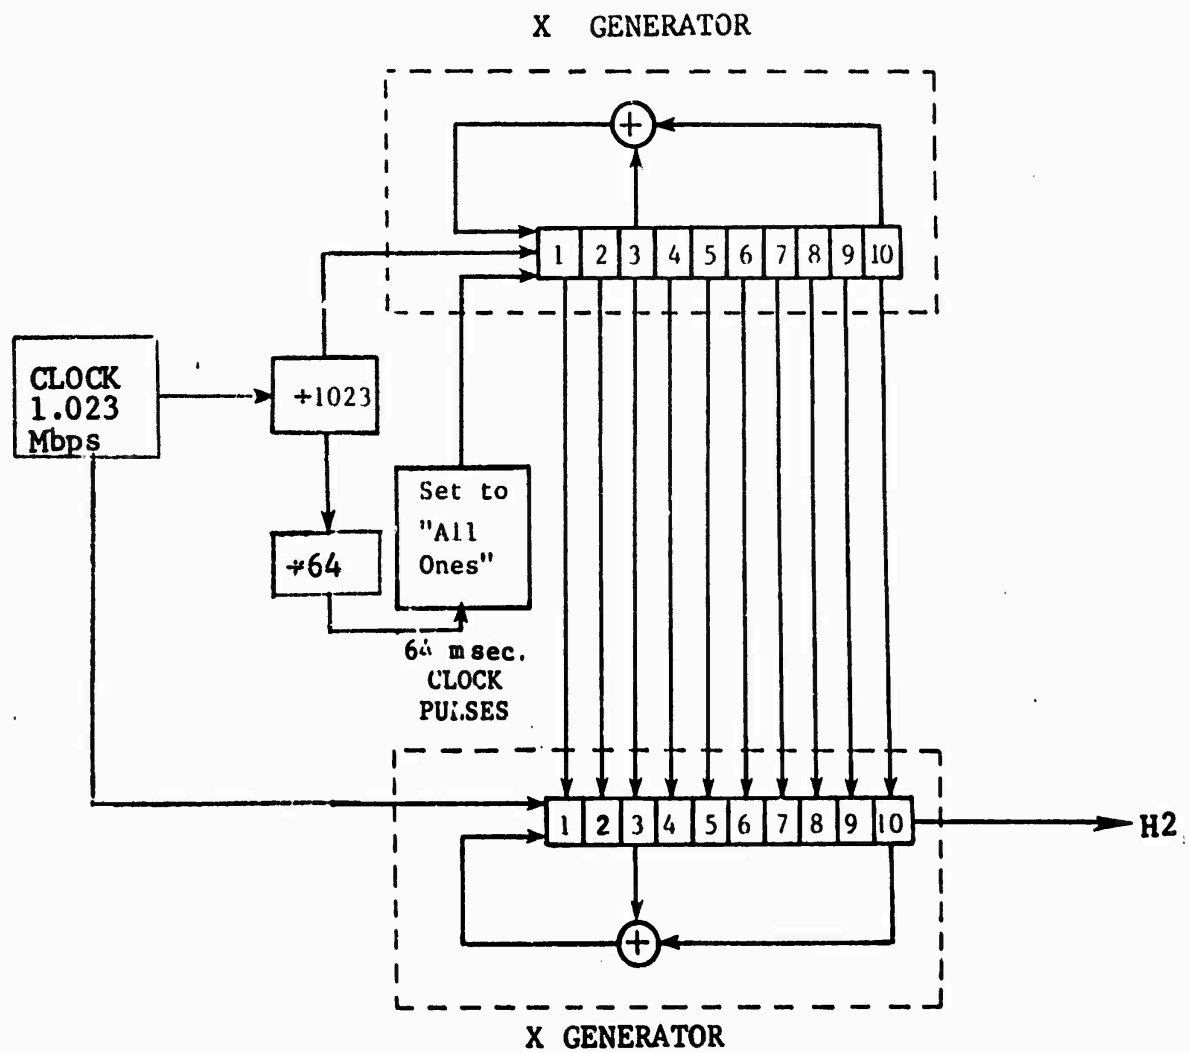 X GENERATOR
+
1 2 3 4 5 6 7 8 9 10
CLOCK
1.023
Mbps
÷1023
÷64
Set to
"All
Ones"
64 msec.
CLOCK
PULSES
1 2 3 4 5 6 7 8 9 10
H2
+
X GENERATOR